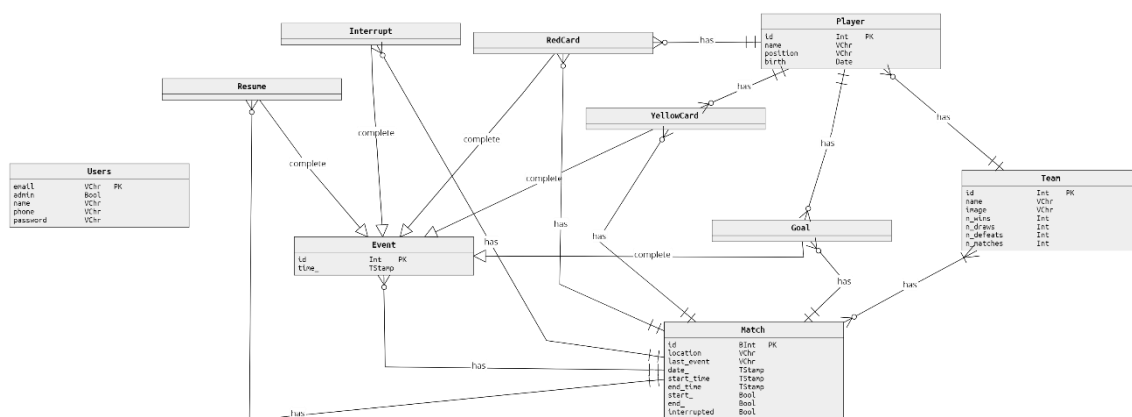 Player
id Int PK
name VChr
position VChr
birth Date
Interrupt
RedCard
has
Resume
has
YellowCard
complete
has
complete
complete
has
Users
email VChr PK
admin Bool
name VChr
phone VChr
password VChr
Team
id Int PK
name VChr
image VChr
n_wins Int
n_draws Int
n_defeats Int
n_matches Int
complete
has
has
has
Goal
Event
id Int PK
time_ TStamp
complete
has
has
Match
id BInt PK
location VChr
last_event VChr
date_ TStamp
start_time TStamp
end_time TStamp
start_ Bool
end_ Bool
interrupted Bool
has
has